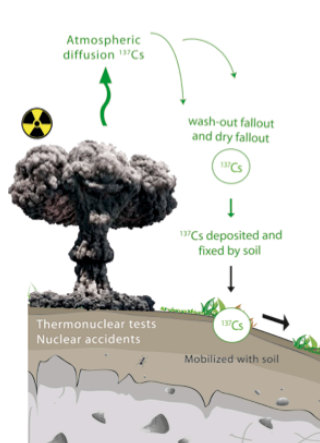 Atmospheric
diffusion ¹³⁷Cs
wash-out fallout
and dry fallout
¹³⁷Cs
¹³⁷Cs deposited and
fixed by soil
¹³⁷Cs
Thermonuclear tests
Nuclear accidents
Mobilized with soil